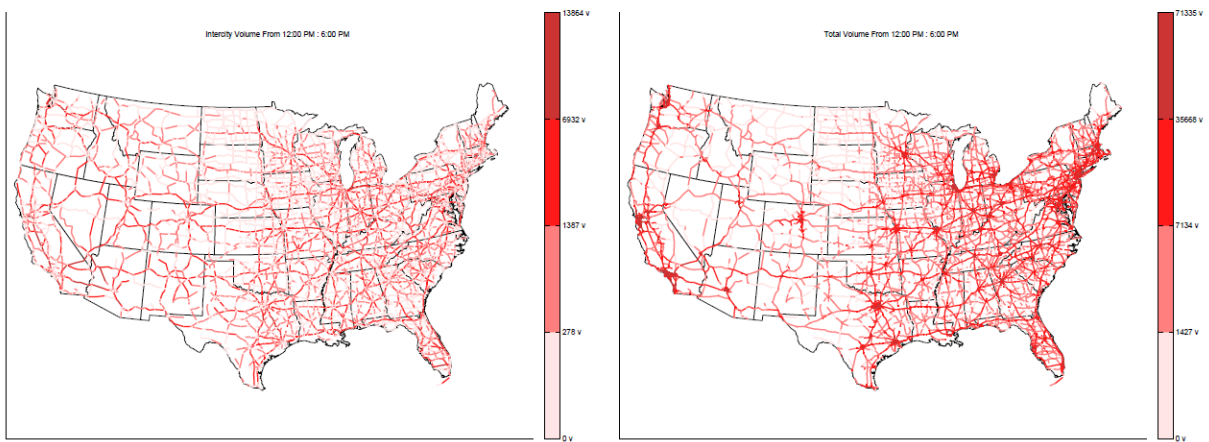 Intercity Volume From 12:00 PM : 6:00 PM
13864 v
6932 v
1387 v
278 v
0 v
Total Volume From 12:00 PM : 6:00 PM
71335 v
35668 v
7134 v
1427 v
0 v